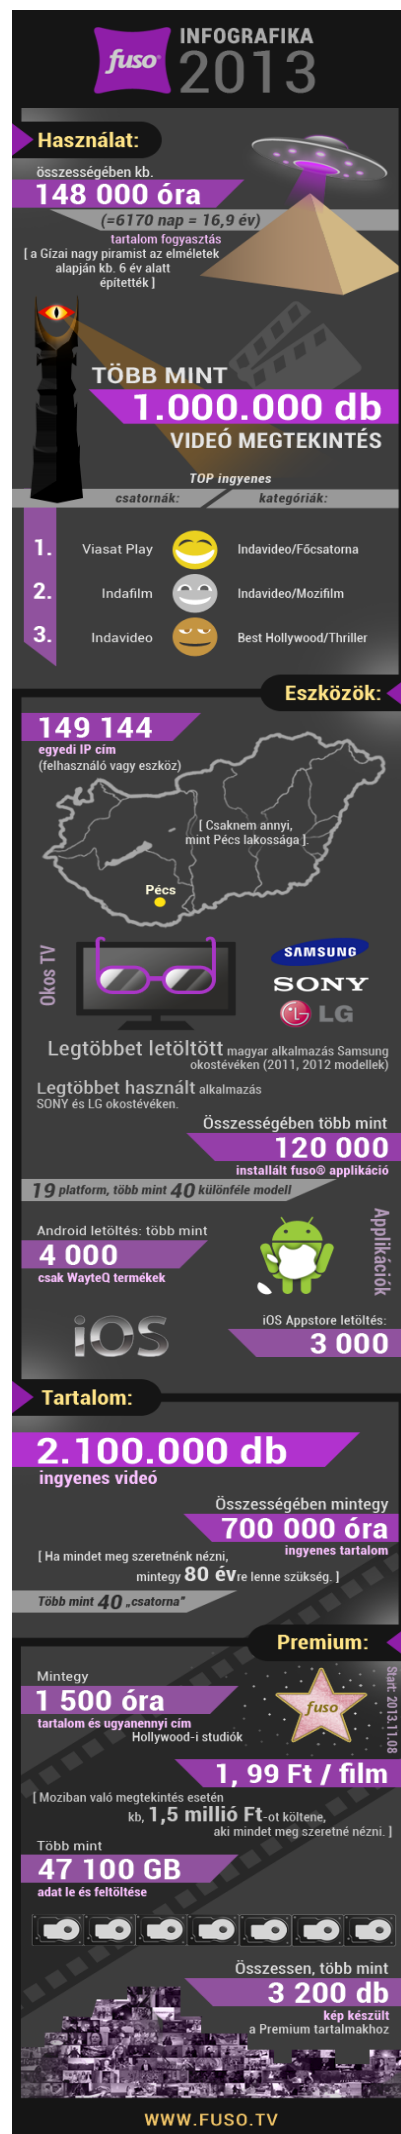 fuso®
INFOGRAFIKA
2013
Használat:
összességében kb.
148 000 óra
(=6170 nap = 16,9 év)
tartalom fogyasztás
[ a Gízai nagy piramist az elméletek
alapján kb. 6 év alatt
építették ]
TÖBB MINT
1.000.000 db
VIDEÓ MEGTEKINTÉS
TOP ingyenes
csatornák: kategóriák:
1. Viasat Play Indavideo/Főcsatorna
2. Indafilm Indavideo/Mozifilm
3. Indavideo Best Hollywood/Thriller
Eszközök:
149 144
egyedi IP cím
(felhasználó vagy eszköz)
[ Csaknem annyi,
mint Pécs lakossága ]
Pécs
Okos TV
SAMSUNG
SONY
LG
Legtöbbet letöltött magyar alkalmazás Samsung
okostévéken (2011, 2012 modellek)
Legtöbbet használt alkalmazás
SONY és LG okostévéken.
Összességében több mint
120 000
installált fuso® applikáció
19 platform, több mint 40 különféle modell
Applikációk
Android letöltés: több mint
4 000
csak WayteQ termékek
iOS
iOS Appstore letöltés:
3 000
Tartalom:
2.100.000 db
ingyenes videó
Összességében mintegy
700 000 óra
ingyenes tartalom
[ Ha mindet meg szeretnénk nézni,
mintegy 80 évre lenne szükség. ]
Több mint 40 „csatorna”
Premium:
Start: 2013.11.08
Mintegy
1 500 óra
tartalom és ugyanennyi cím
Hollywood-i studiók
fuso
1, 99 Ft / film
[ Moziban való megtekintés esetén
kb, 1,5 millió Ft-ot költene,
aki mindet meg szeretné nézni. ]
Több mint
47 100 GB
adat le és feltöltése
Összessen, több mint
3 200 db
kép készült
a Premium tartalmakhoz
WWW.FUSO.TV